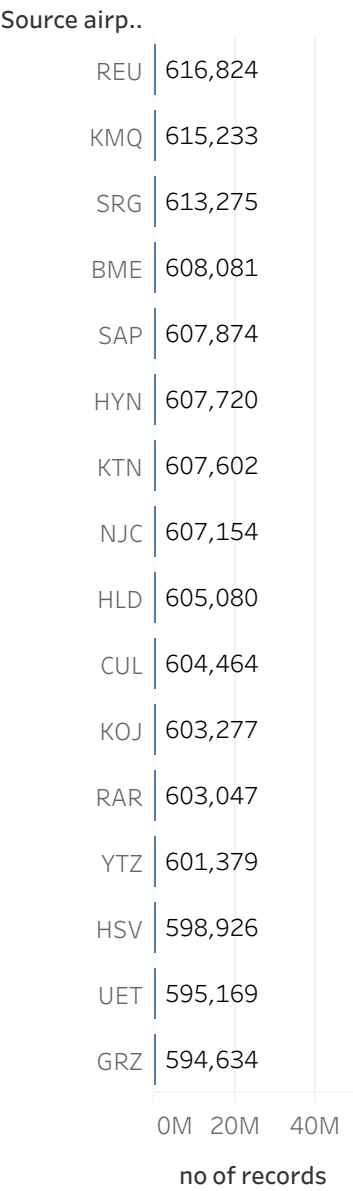 Source airp..
REU 616,824
KMQ 615,233
SRG 613,275
BME 608,081
SAP 607,874
HYN 607,720
KTN 607,602
NJC 607,154
HLD 605,080
CUL 604,464
KOJ 603,277
RAR 603,047
YTZ 601,379
HSV 598,926
UET 595,169
GRZ 594,634
0M 20M 40M
no of records